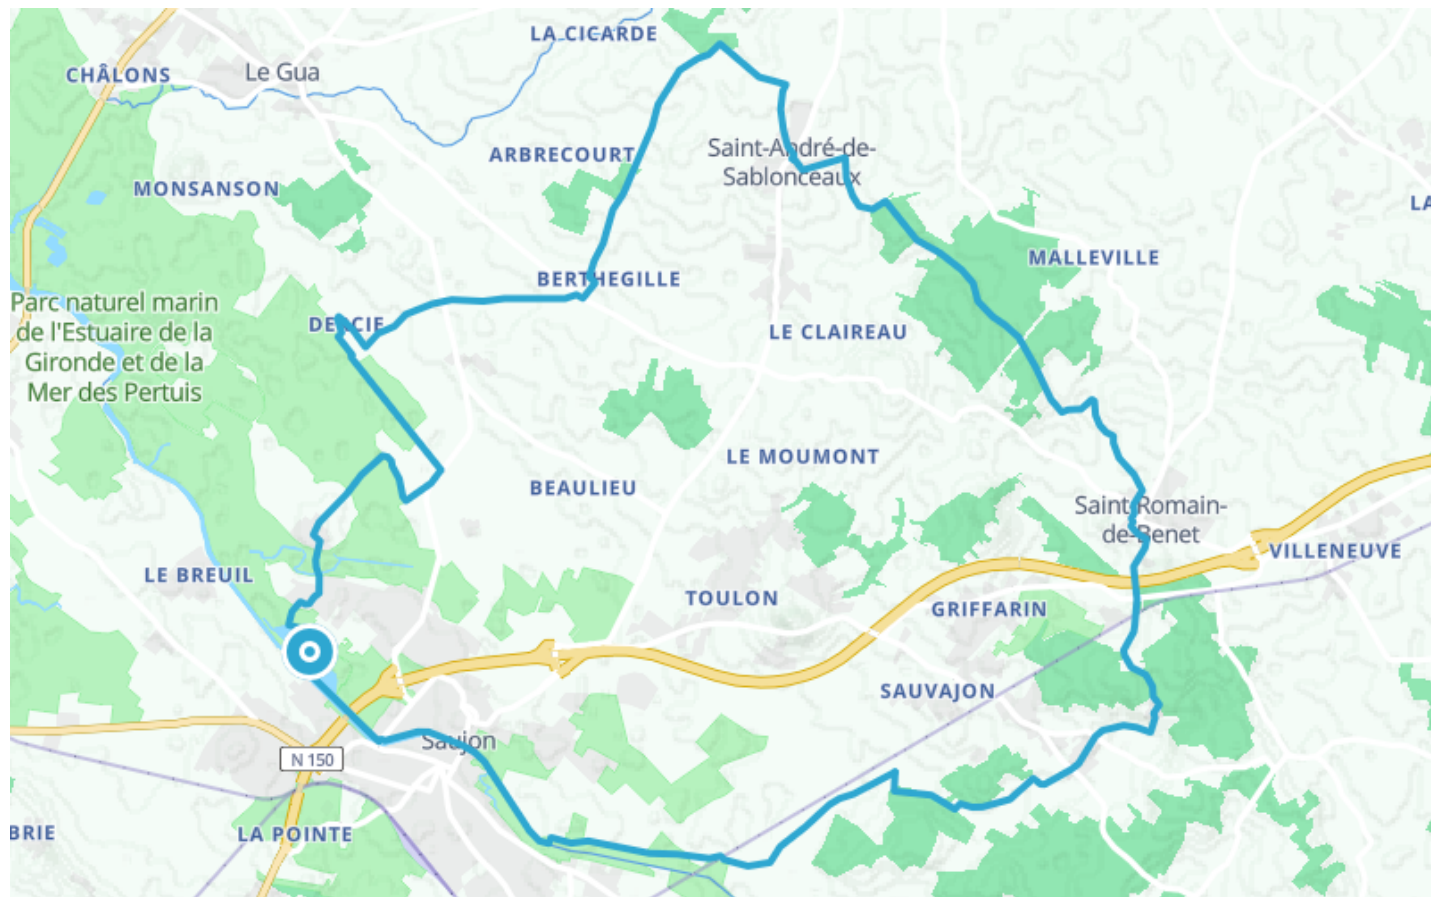 LA CICARDE
CHÂLONS
Le Gua
ARBRECOURT
Saint-André-de-
Sablonceaux
MONSANSON
LA
MALLEVILLE
BERTHEGILLE
Parc naturel marin
de l'Estuaire de la
Gironde et de la
Mer des Pertuis
DERCIE
LE CLAIREAU
LE MOUMONT
BEAULIEU
Saint-Romain-
de-Benet
VILLENEUVE
LE BREUIL
TOULON
GRIFFARIN
SAUVAJON
Saujon
N 150
BRIE
LA POINTE